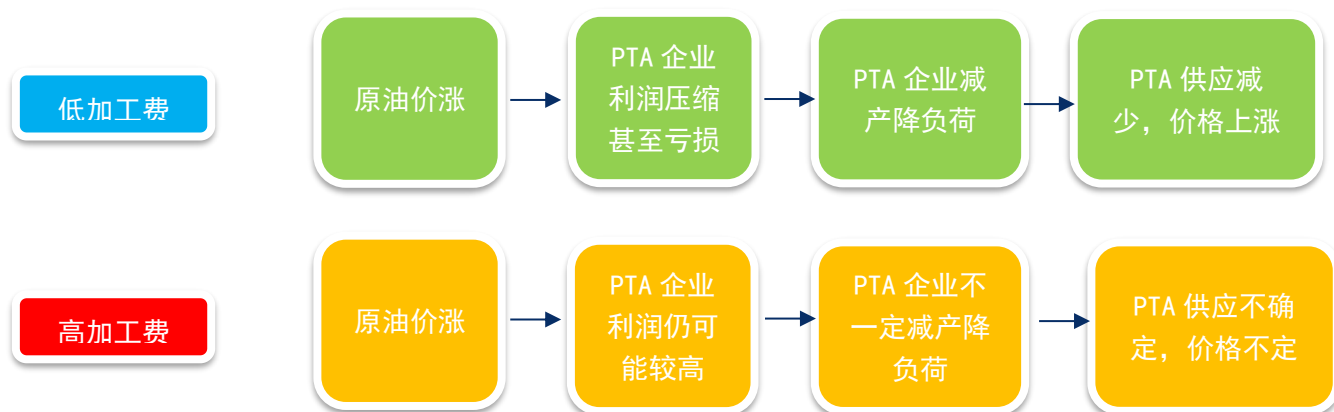 低加工费
原油价涨
PTA 企业
利润压缩
甚至亏损
PTA 企业减
产降负荷
PTA 供应减
少，价格上涨
高加工费
原油价涨
PTA 企业
利润仍可
能较高
PTA 企业不
一定减产降
负荷
PTA 供应不确
定，价格不定